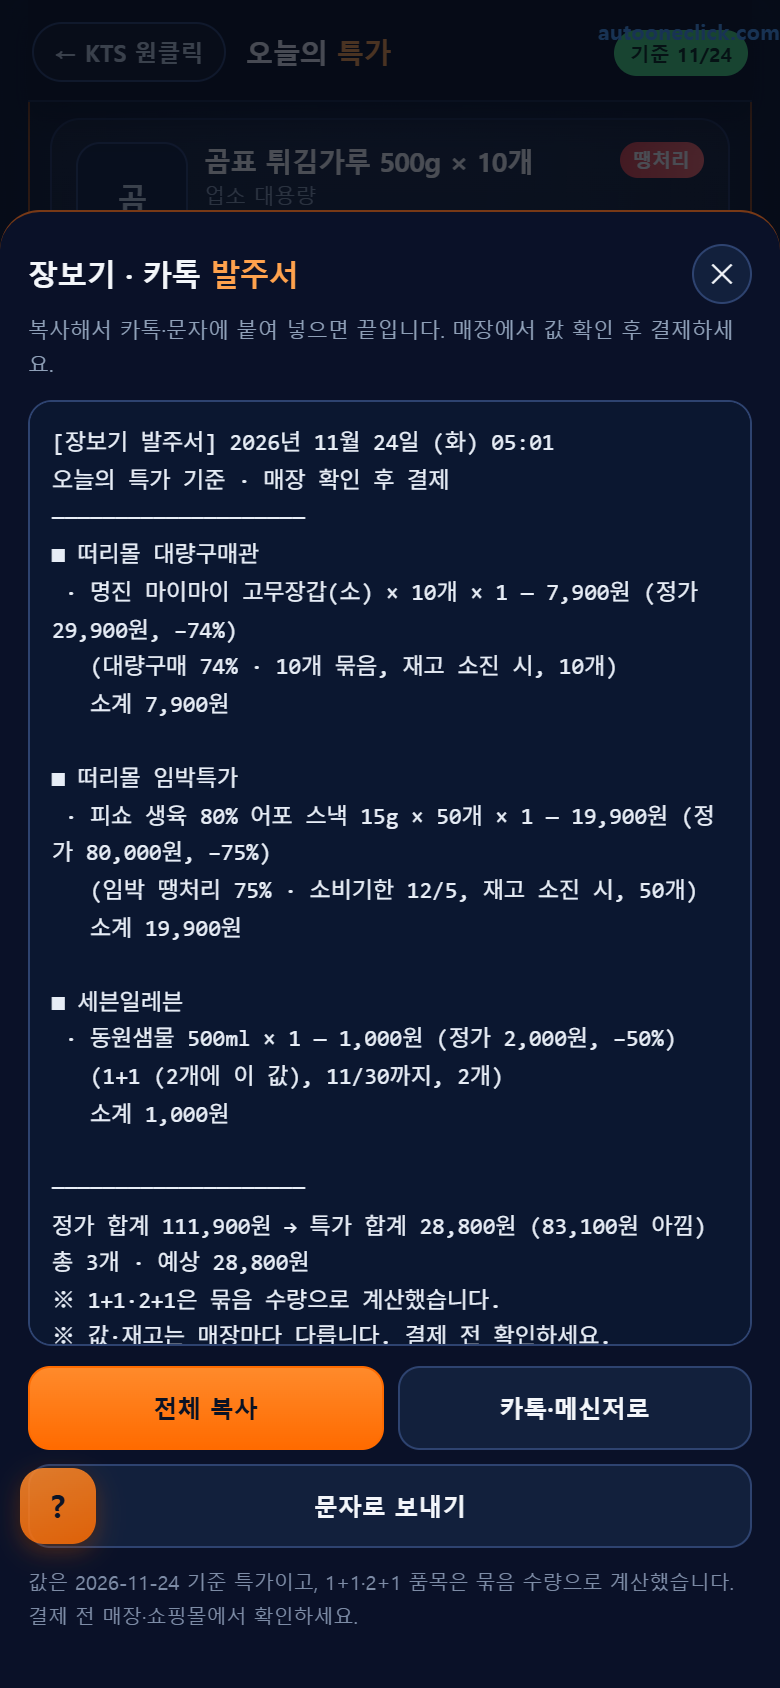 ← KTS 원클릭
오늘의 특가
autooneclick.com
기준 11/24
곰
곰표 튀김가루 500g × 10개
땡처리
업소 대용량
장보기 · 카톡 발주서
복사해서 카톡·문자에 붙여 넣으면 끝입니다. 매장에서 값 확인 후 결제하세
요.
[장보기 발주서] 2026년 11월 24일 (화) 05:01
오늘의 특가 기준 · 매장 확인 후 결제
────────────────────
■ 떠리몰 대량구매관
· 명진 마이마이 고무장갑(소) × 10개 × 1 — 7,900원 (정가
29,900원, −74%)
(대량구매 74% · 10개 묶음, 재고 소진 시, 10개)
소계 7,900원
■ 떠리몰 임박특가
· 피쇼 생육 80% 어포 스낵 15g × 50개 × 1 — 19,900원 (정
가 80,000원, −75%)
(임박 땡처리 75% · 소비기한 12/5, 재고 소진 시, 50개)
소계 19,900원
■ 세븐일레븐
· 동원샘물 500ml × 1 — 1,000원 (정가 2,000원, −50%)
(1+1 (2개에 이 값), 11/30까지, 2개)
소계 1,000원
────────────────────
정가 합계 111,900원 → 특가 합계 28,800원 (83,100원 아낌)
총 3개 · 예상 28,800원
※ 1+1·2+1은 묶음 수량으로 계산했습니다.
※ 값·재고는 매장마다 다릅니다. 결제 전 확인하세요.
전체 복사
카톡·메신저로
?
문자로 보내기
값은 2026-11-24 기준 특가이고, 1+1·2+1 품목은 묶음 수량으로 계산했습니다.
결제 전 매장·쇼핑몰에서 확인하세요.